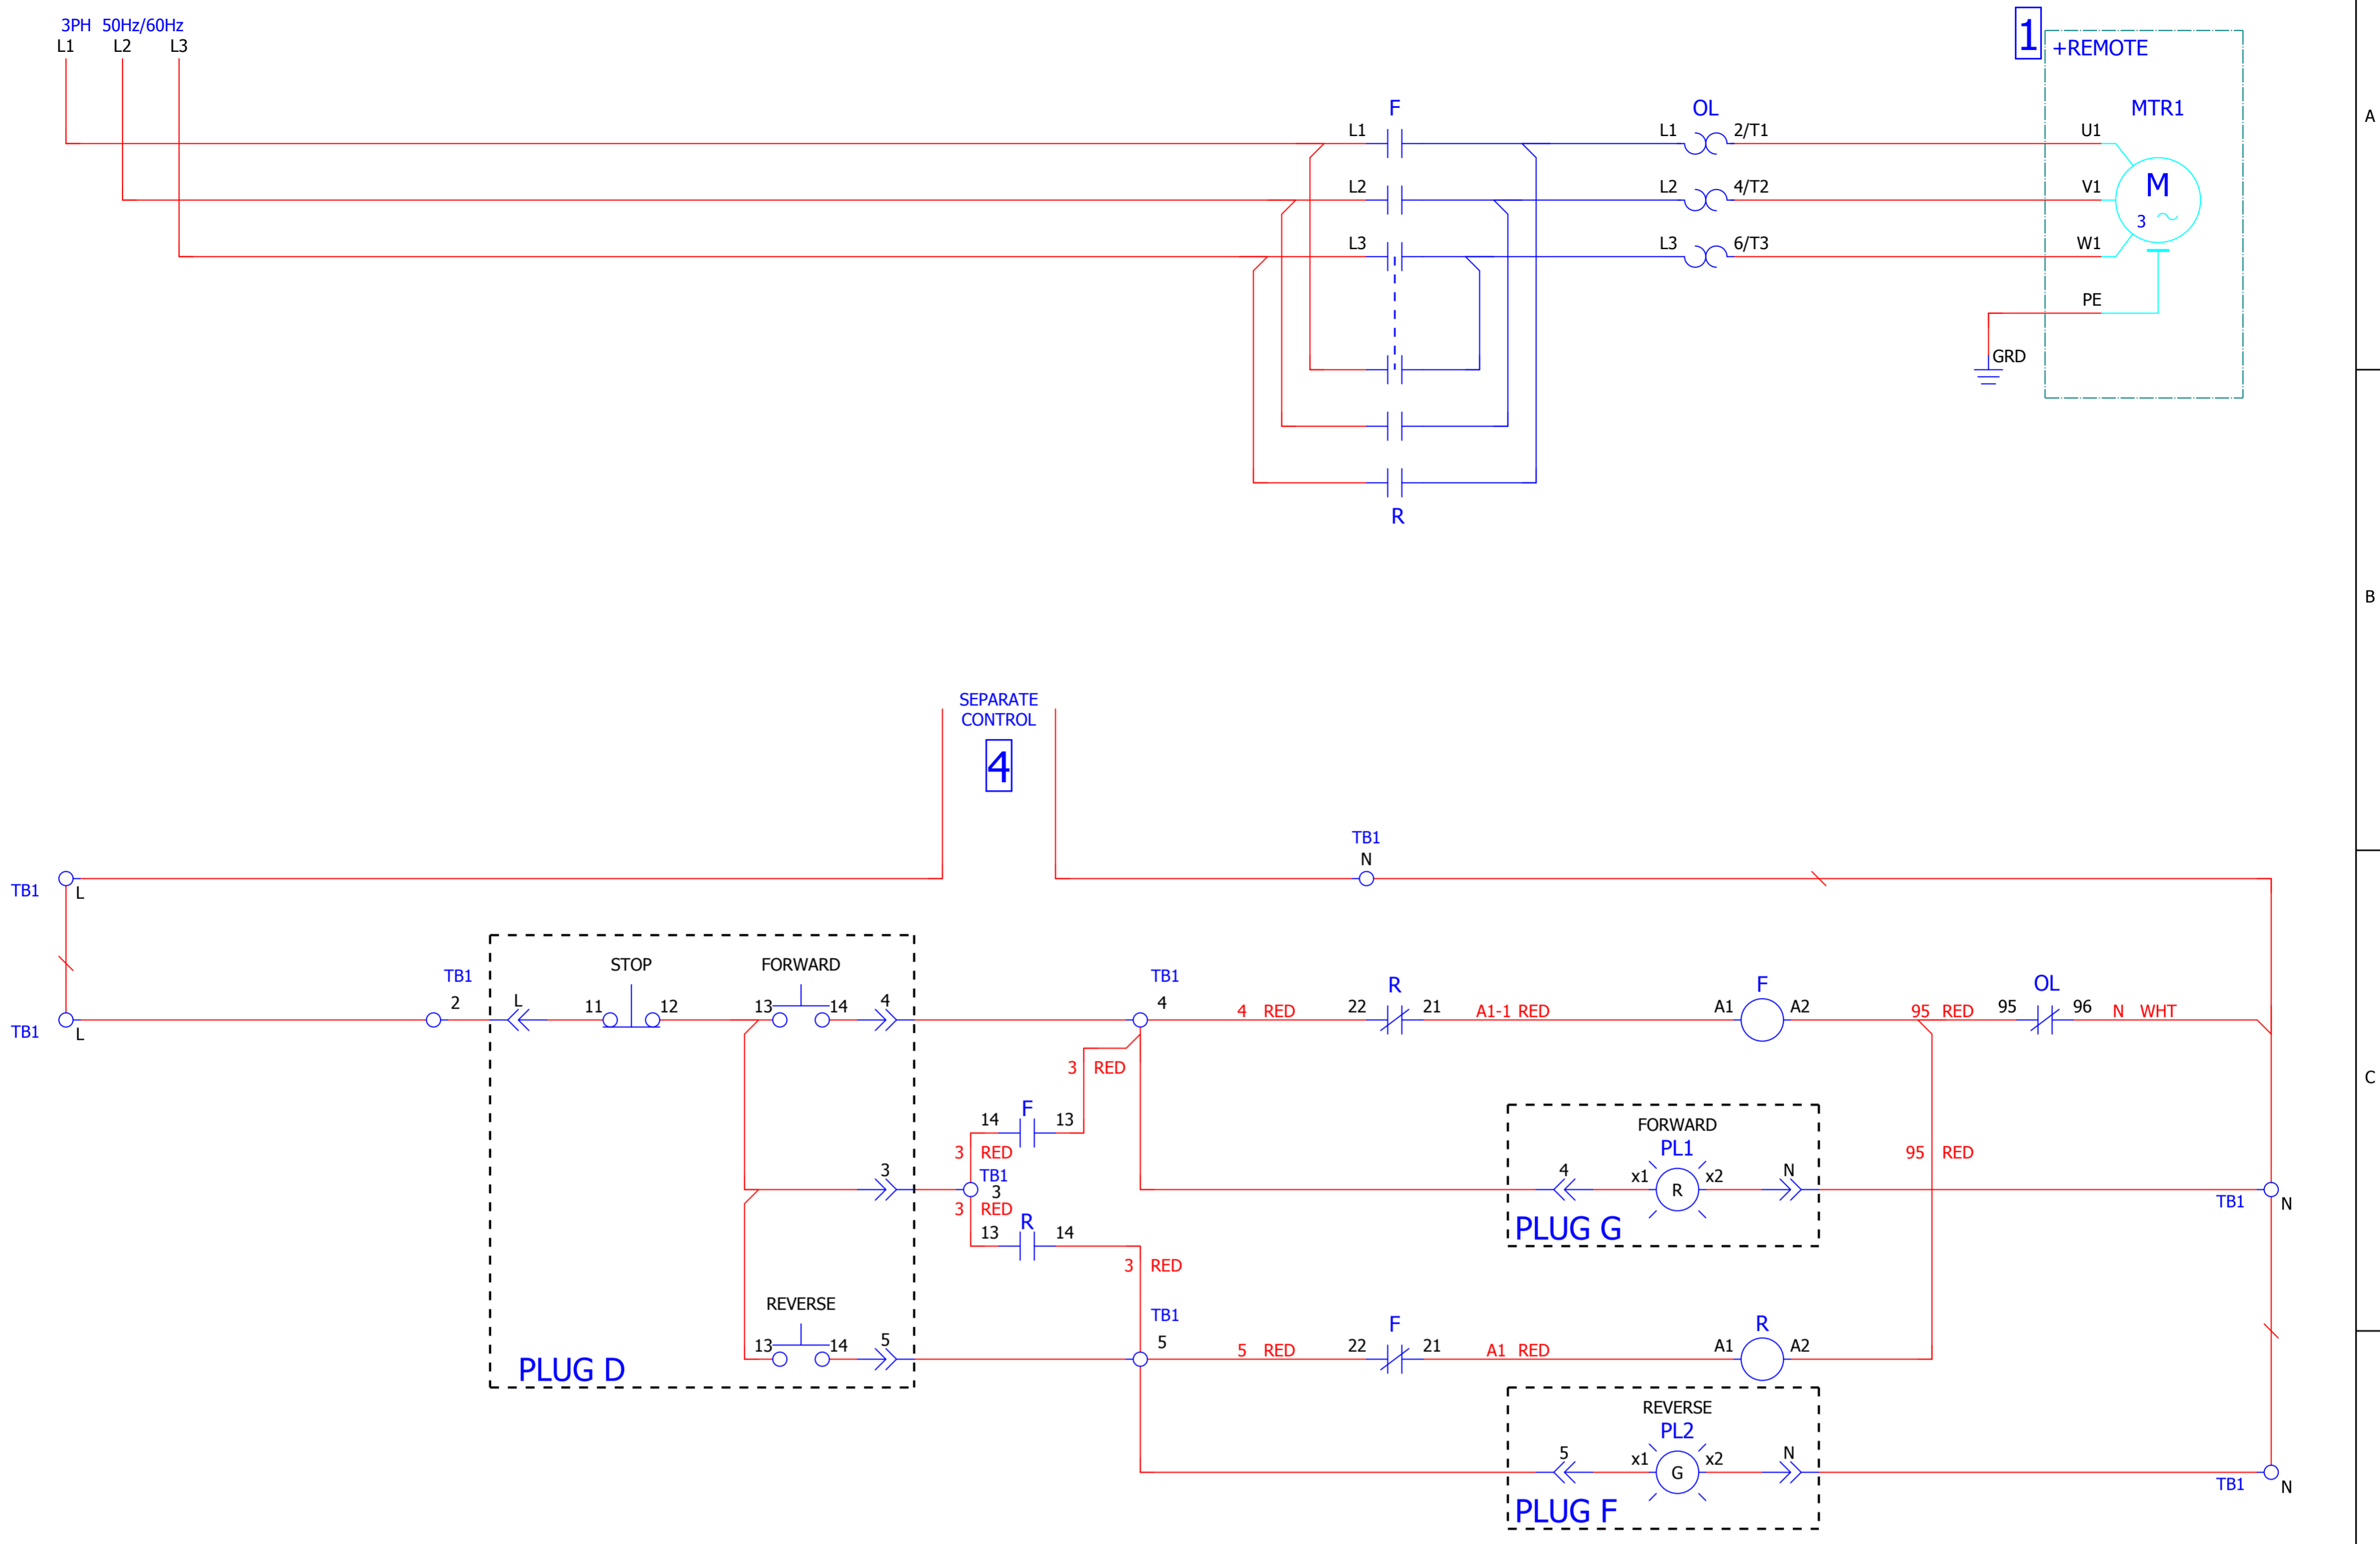 3PH 50Hz/60Hz
L1 L2 L3
1 +REMOTE
F OL MTR1
L1 L1 2/T1 U1
A
L2 L2 4/T2 V1 M
3
L3 L3 6/T3 W1
PE
GRD
R
B
SEPARATE
CONTROL
4
TB1
N
TB1 L
STOP FORWARD
TB1 TB1 R F OL
2 L 11 12 13 14 4 4 4 RED 22 21 A1-1 RED A1 A2 95 RED 95 96 N WHT
TB1 L
3 RED
C
F
14 13
FORWARD
PL1
3 RED 95 RED
3 TB1 4 x1 R x2 N
3
3 RED TB1 N
R PLUG G
13 14
3 RED
REVERSE TB1 F R
13 14 5 5 5 RED 22 21 A1 RED A1 A2
PLUG D
REVERSE
PL2
5 x1 G x2 N
TB1 N
PLUG F